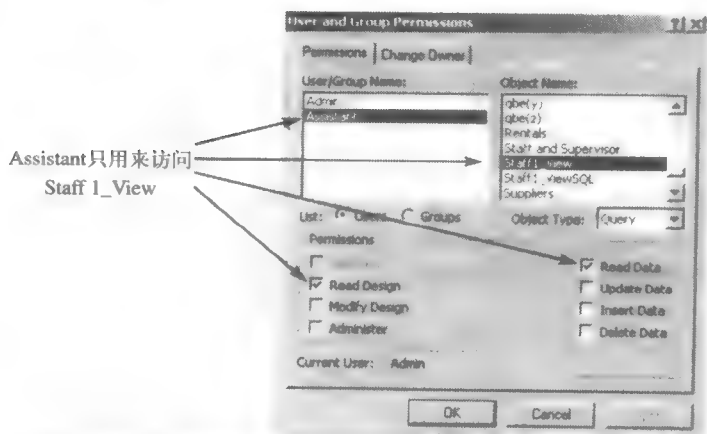 User and Group Permissions
Permissions
Change Owner
User/Group Name:
Object Name:
Admin
Assistant
qbe(y)
qbe(z)
Rentals
Staff and Supervisor
Staff1_View
Staff1_ViewSQL
Suppliers
Assistant只用来访问
Staff 1_View
List:
Users
Groups
Object Type:
Query
Permissions
Read Design
Modify Design
Administer
Read Data
Update Data
Insert Data
Delete Data
Current User: Admin
OK
Cancel